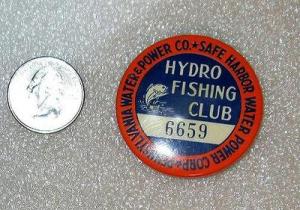 PENNSYLVANIA WATER & POWER CO.★SAFE HARBOR WATER POWER CORP★
HYDRO
FISHING
CLUB
6659